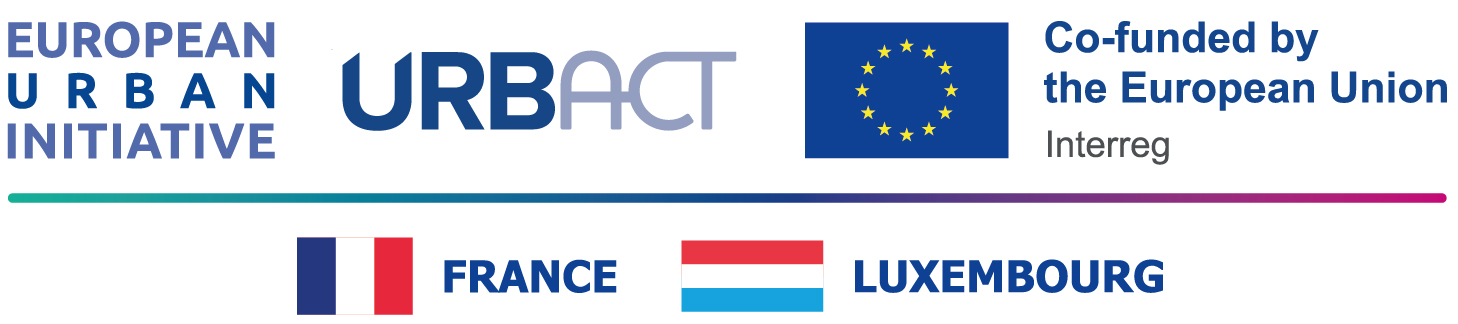 EUROPEAN
URBAN
INITIATIVE
URBACT
Co-funded by
the European Union
Interreg
FRANCE
LUXEMBOURG